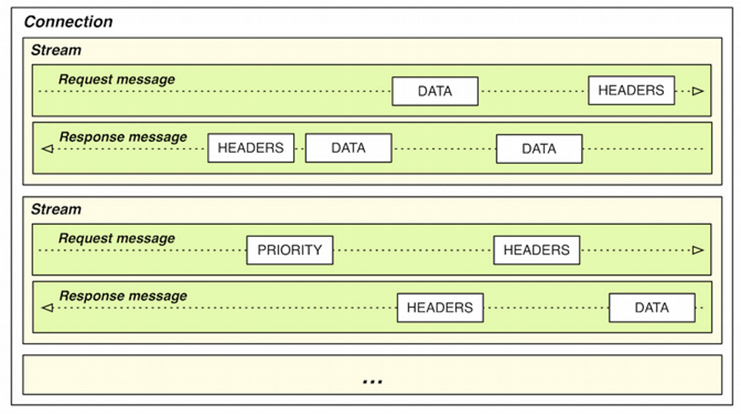 Connection
Stream
Request message
DATA HEADERS
Response message
HEADERS DATA DATA
Stream
Request message
PRIORITY HEADERS
Response message
HEADERS DATA
...